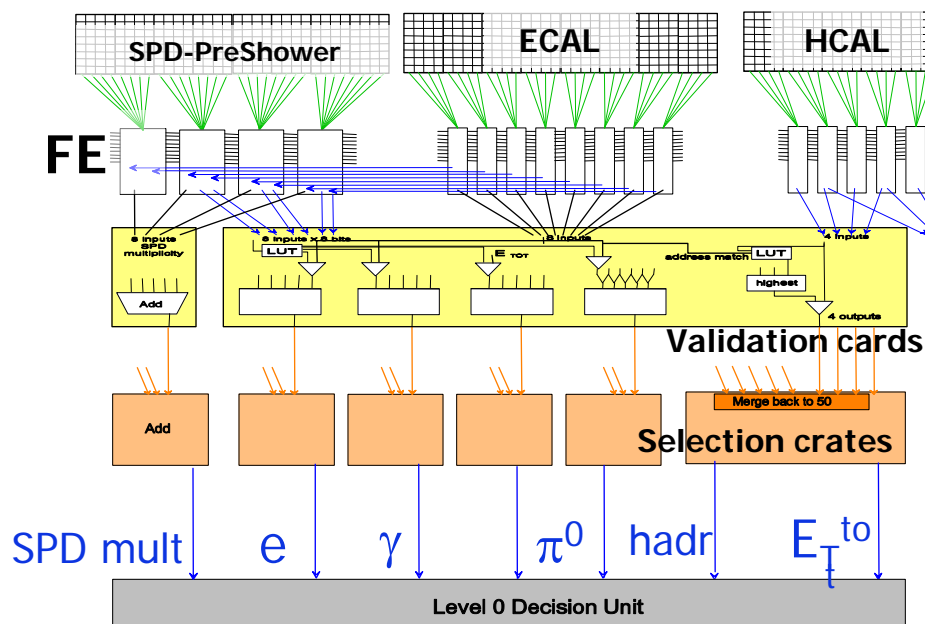 SPD-PreShower
ECAL
HCAL
FE
8 inputs
SPD
multiplicity
8 inputs x 8 bits
8 inputs
4 inputs
LUT
E TOT
address match
LUT
highest
Add
4 outputs
Validation cards
Merge back to 50
Add
Selection crates
SPD mult
e
γ
π⁰
hadr
E_T^to
t
Level 0 Decision Unit